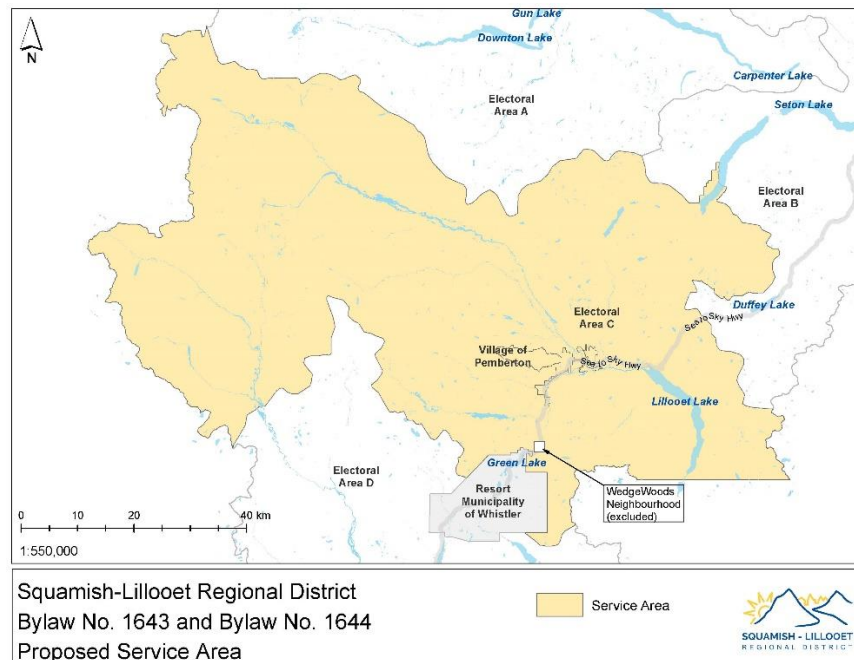 Gun Lake
Downton Lake
N
Carpenter Lake
Electoral
Area A
Seton Lake
Electoral
Area B
Duffey Lake
Sea to Sky Hwy
Electoral
Area C
Village of
Pemberton
Sea to Sky Hwy
Lillooet Lake
Green Lake
Electoral
Area D
Resort
Municipality
of Whistler
WedgeWoods
Neighbourhood
(excluded)
0 10 20 40 km
1:550,000
Squamish-Lillooet Regional District
Bylaw No. 1643 and Bylaw No. 1644
Proposed Service Area
Service Area
SQUAMISH - LILLOOET
REGIONAL DISTRICT